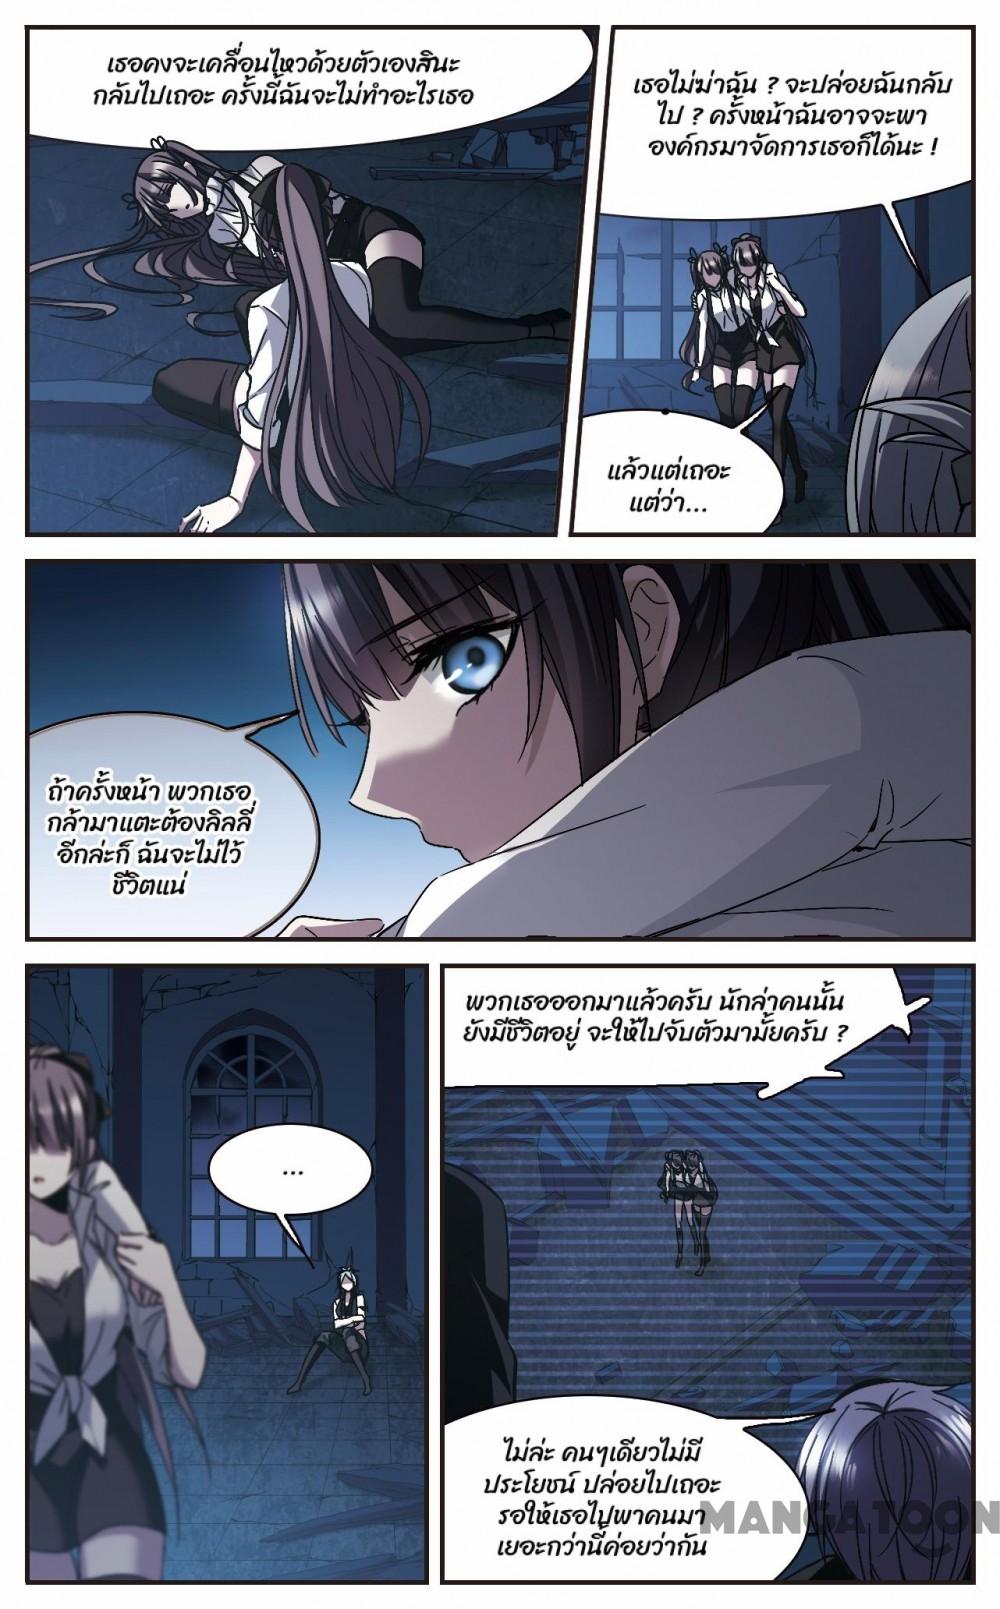 เธอคงจะเคลื่อนไหวด้วยตัวเองสินะ
กลับไปเถอะ ครั้งนี้ฉันจะไม่ทำอะไรเธอ
เธอไม่ฆ่าฉัน ? จะปล่อยฉันกลับ
ไป ? ครั้งหน้าฉันอาจจะพา
องค์กรมาจัดการเธอก็ได้นะ !
แล้วแต่เถอะ
แต่ว่า...
ถ้าครั้งหน้า พวกเธอ
กล้ามาแตะต้องลิลลี่
อีกล่ะก็ ฉันจะไม่ไว้
ชีวิตแน่
...
พวกเธอออกมาแล้วครับ นักล่าคนนั้น
ยังมีชีวิตอยู่ จะให้ไปจับตัวมามั้ยครับ ?
ไม่ล่ะ คนๆเดียวไม่มี
ประโยชน์ ปล่อยไปเถอะ
รอให้เธอไปพาคนมา
เยอะกว่านี้ค่อยว่ากัน
MANGATOON